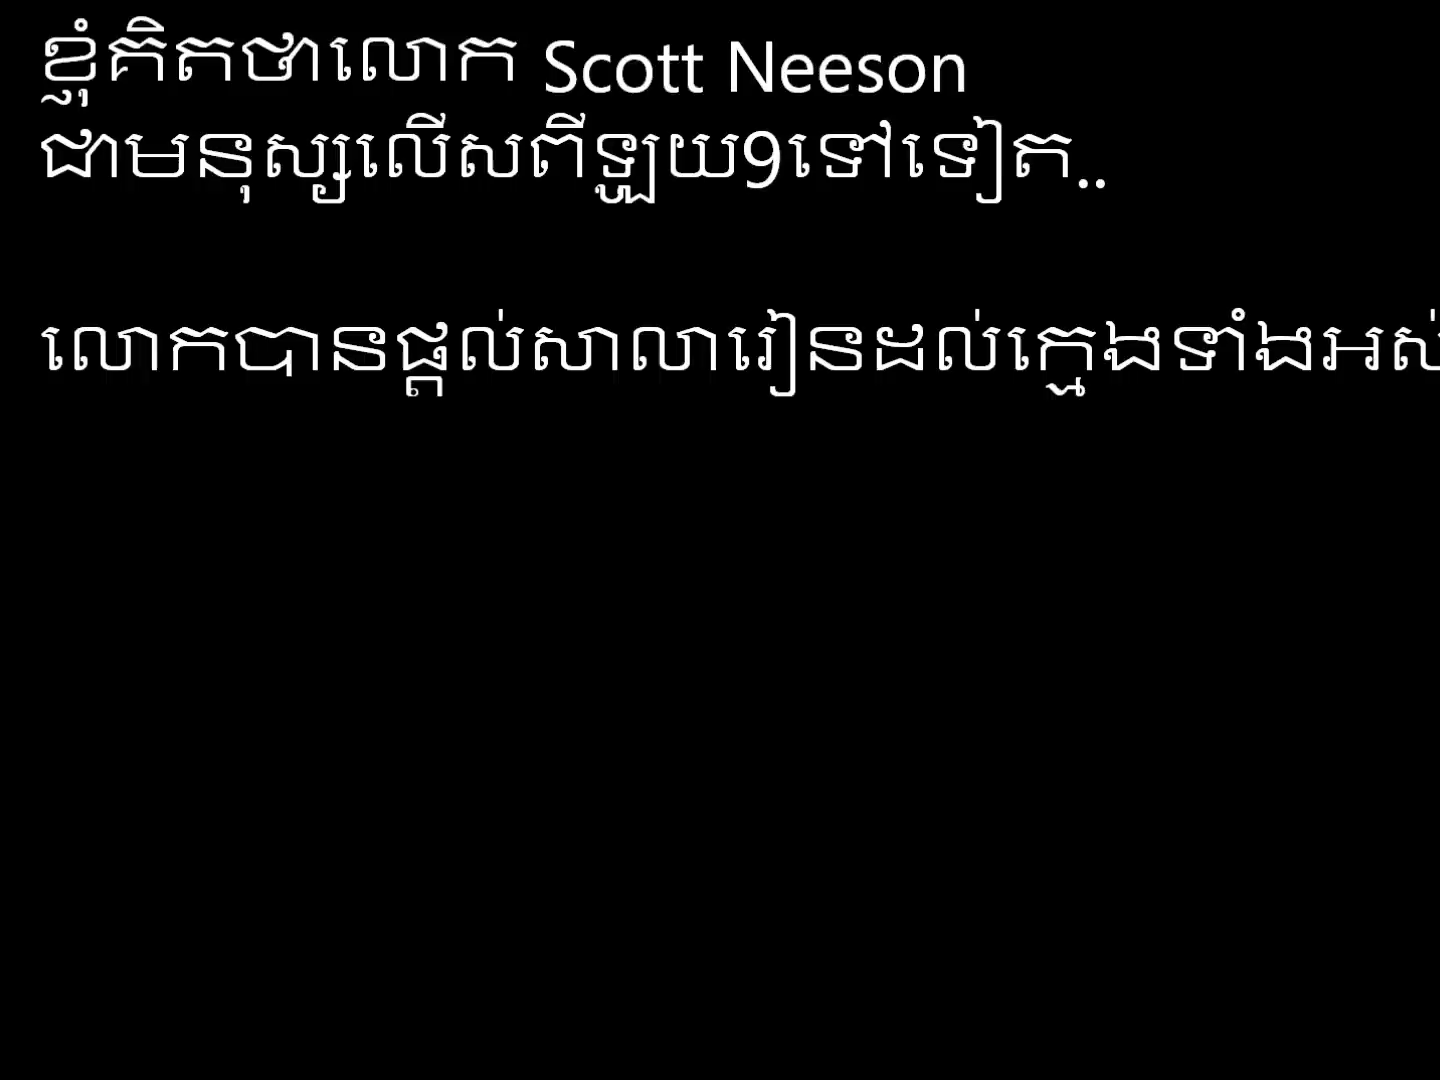 ខ្ញុំគិតថាលោក Scott Neeson
ជាមនុស្សលើសពីឡូយ9ទៅទៀត..
លោកបានផ្តល់សាលារៀនដល់ក្មេងទាំងអស់